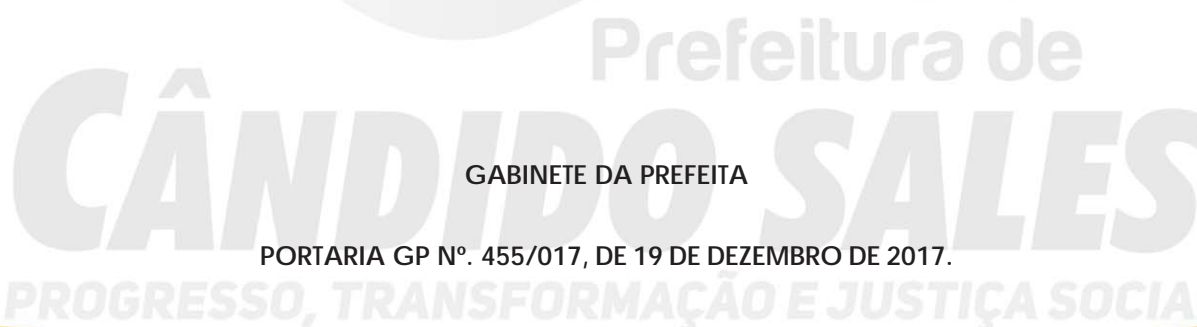 Prefeitura de
CÂNDIDO SALES
GABINETE DA PREFEITA
PORTARIA GP Nº. 455/017, DE 19 DE DEZEMBRO DE 2017.
PROGRESSO, TRANSFORMAÇÃO E JUSTIÇA SOCIA